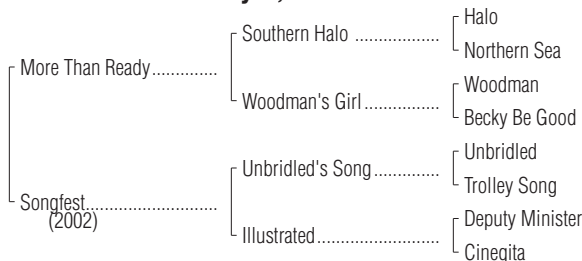 Halo
Southern Halo ..................
Northern Sea
More Than Ready.............
Woodman
Woodman's Girl ................
Becky Be Good
Unbridled
Unbridled's Song..............
Trolley Song
Songfest..........................
(2002)
Deputy Minister
Illustrated.........................
Cinegita